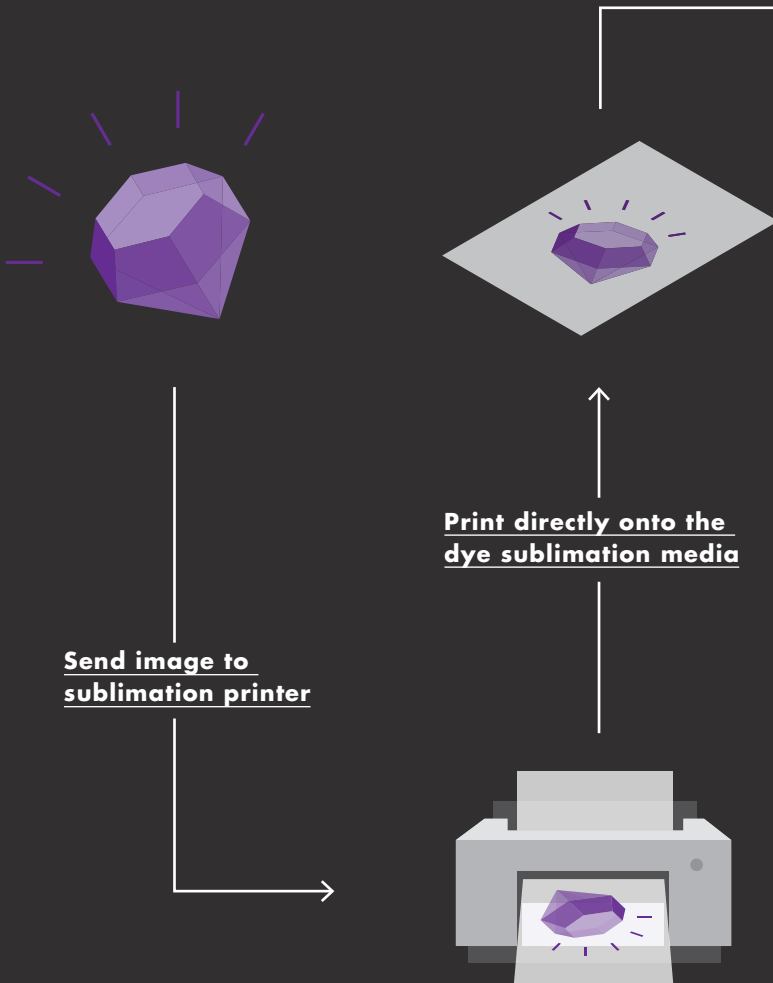 Send image to
sublimation printer
Print directly onto the
dye sublimation media